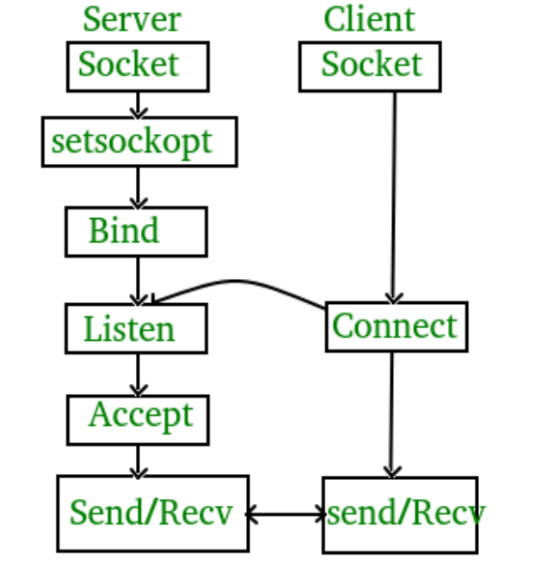 Server
Client
Socket
Socket
setsockopt
Bind
Listen
Connect
Accept
Send/Recv
send/Recv